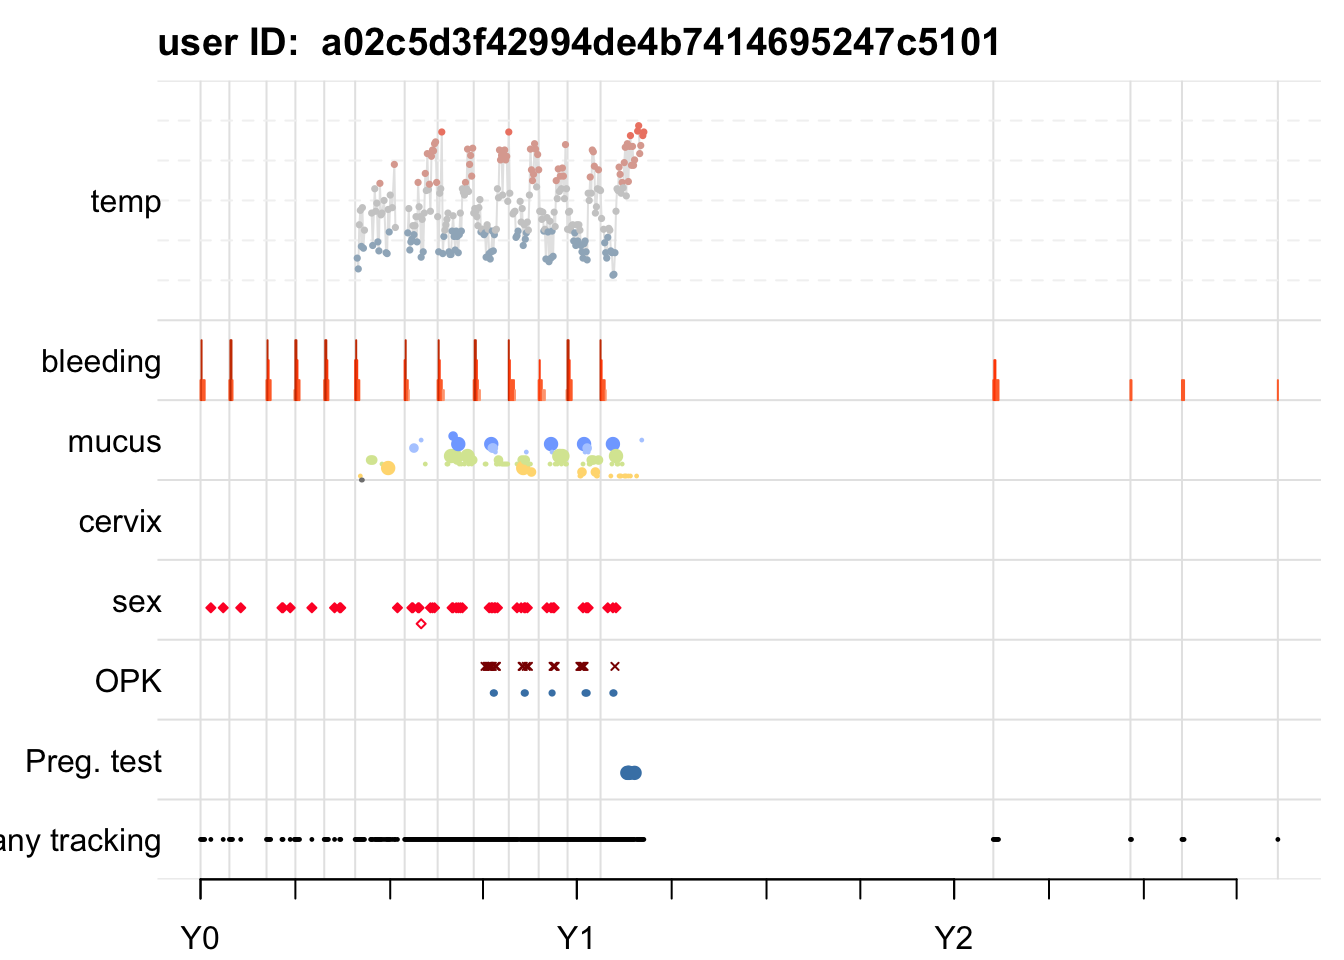 user ID:  a02c5d3f42994de4b7414695247c5101
temp
bleeding
mucus
cervix
sex
OPK
Preg. test
any tracking
Y0 Y1 Y2